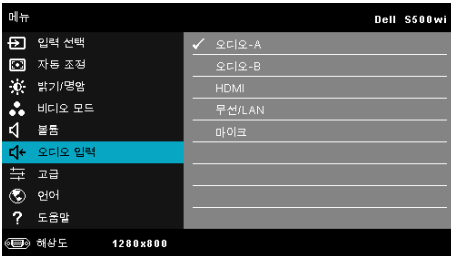 메뉴 Dell S500wi
입력 선택
자동 조정
밝기/명암
비디오 모드
볼륨
오디오 입력
고급
언어
도움말
오디오-A
오디오-B
HDMI
무선/LAN
마이크
해상도 1280x800